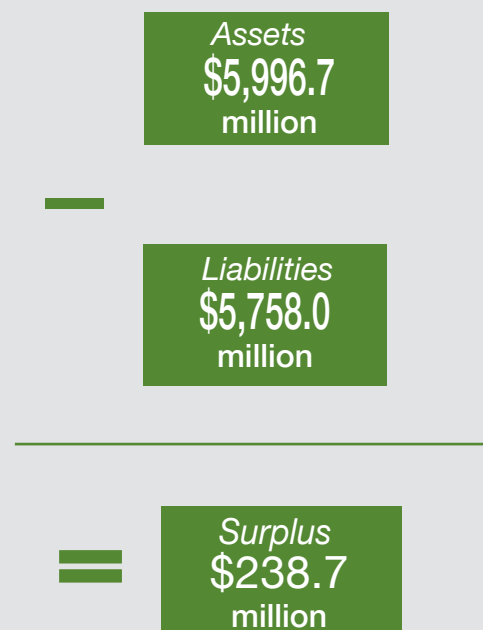 Assets
$5,996.7
million
—
Liabilities
$5,758.0
million
=
Surplus
$238.7
million